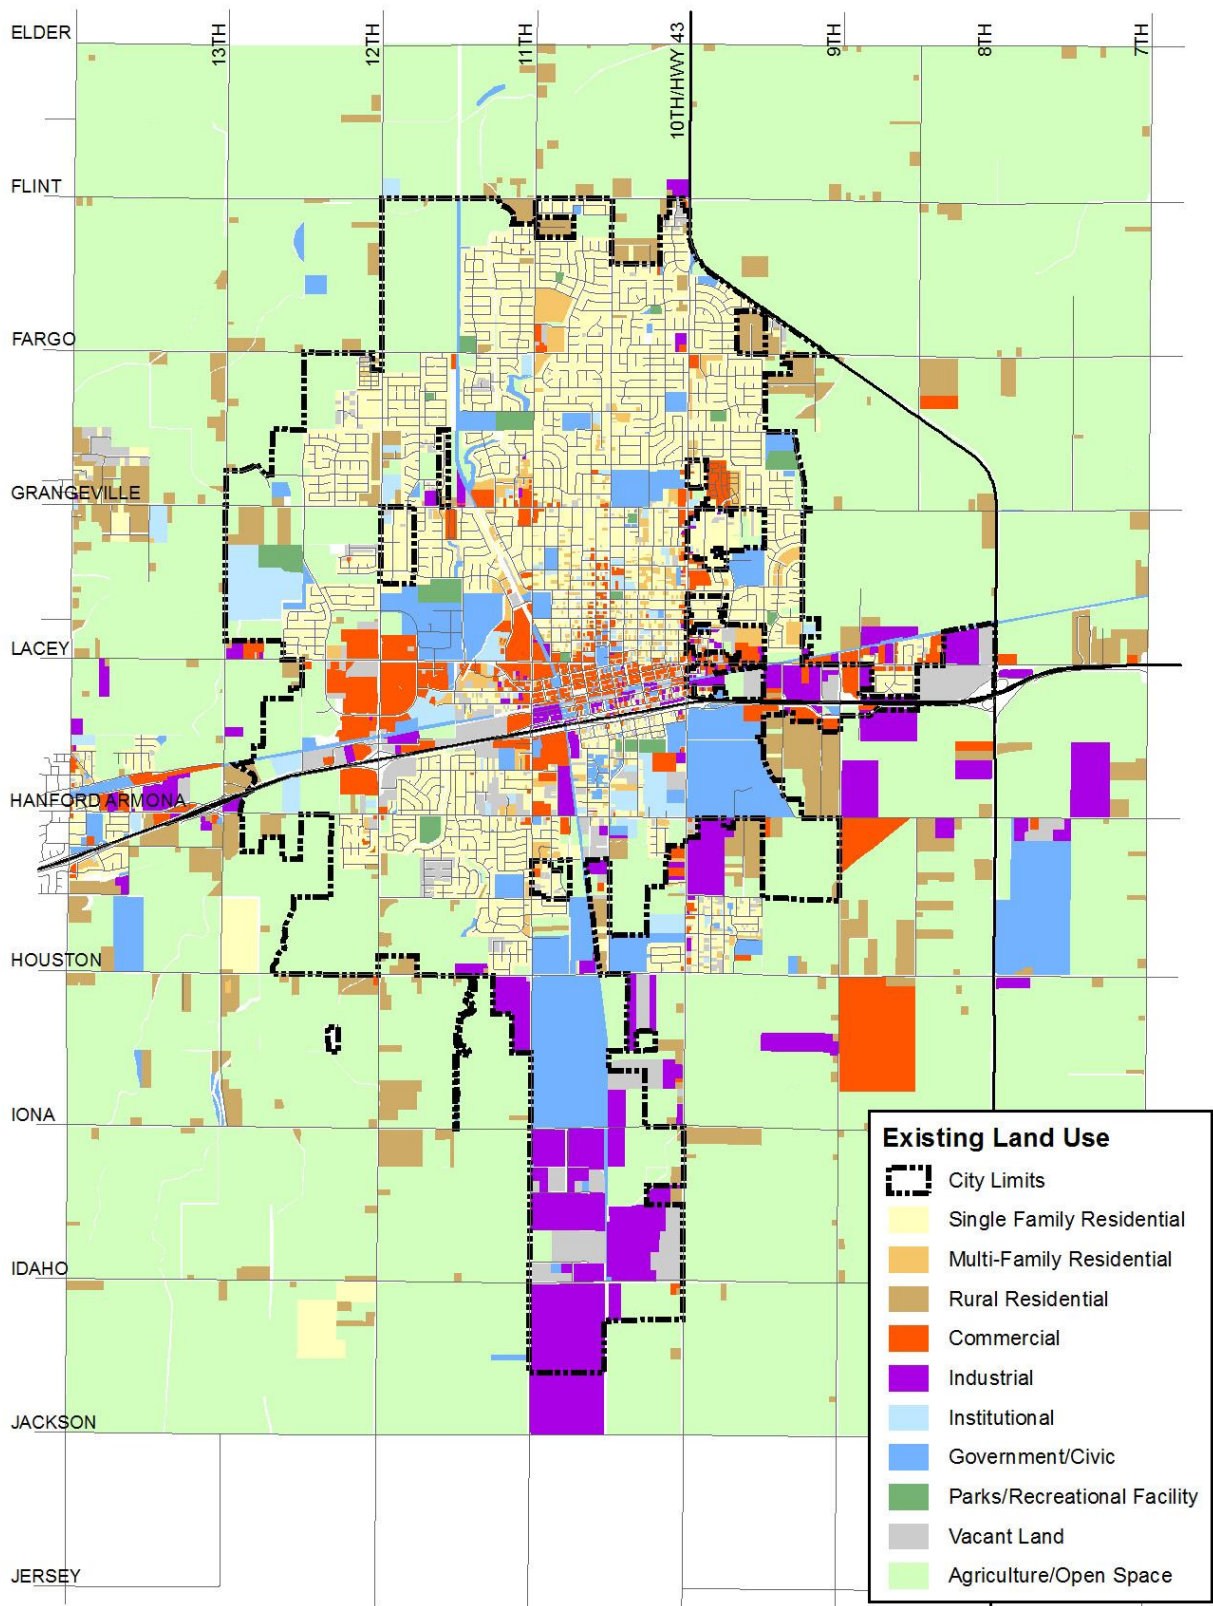 ELDER
13TH
12TH
11TH
10TH/HWY 43
9TH
8TH
7TH
FLINT
FARGO
GRANGEVILLE
LACEY
HANFORD ARMONA
HOUSTON
IONA
IDAHO
JACKSON
JERSEY
Existing Land Use
City Limits
Single Family Residential
Multi-Family Residential
Rural Residential
Commercial
Industrial
Institutional
Government/Civic
Parks/Recreational Facility
Vacant Land
Agriculture/Open Space